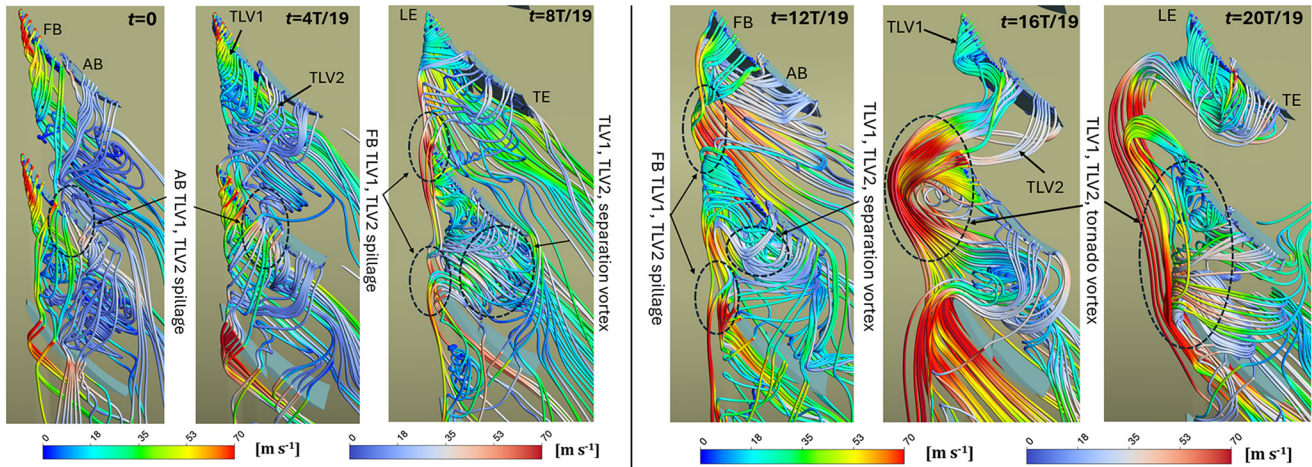 t=0
FB
AB
AB TLV1, TLV2 spillage
t=4T/19
TLV1
TLV2
t=8T/19
LE
TE
FB TLV1, TLV2 spillage
TLV1, TLV2, separation vortex
0 18 35 53 70 [m s⁻¹]
0 18 35 53 70 [m s⁻¹]
t=12T/19
FB
AB
FB TLV1, TLV2 spillage
TLV1, TLV2, separation vortex
t=16T/19
TLV1
TLV2
TLV1, TLV2, tornado vortex
t=20T/19
LE
TE
0 18 35 53 70 [m s⁻¹]
0 18 35 53 70 [m s⁻¹]